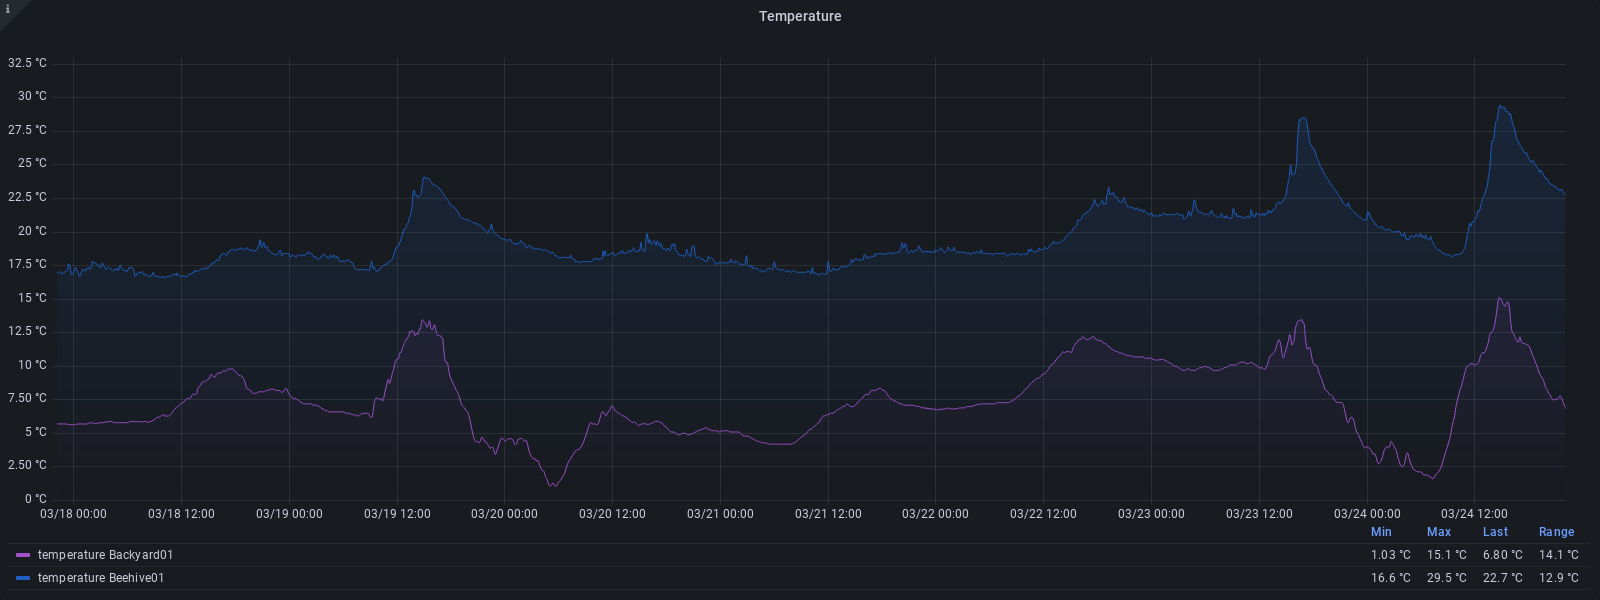 i
Temperature
32.5 °C
30 °C
27.5 °C
25 °C
22.5 °C
20 °C
17.5 °C
15 °C
12.5 °C
10 °C
7.50 °C
5 °C
2.50 °C
0 °C
03/18 00:00 03/18 12:00 03/19 00:00 03/19 12:00 03/20 00:00 03/20 12:00 03/21 00:00 03/21 12:00 03/22 00:00 03/22 12:00 03/23 00:00 03/23 12:00 03/24 00:00 03/24 12:00
Min Max Last Range
temperature Backyard01 1.03 °C 15.1 °C 6.80 °C 14.1 °C
temperature Beehive01 16.6 °C 29.5 °C 22.7 °C 12.9 °C